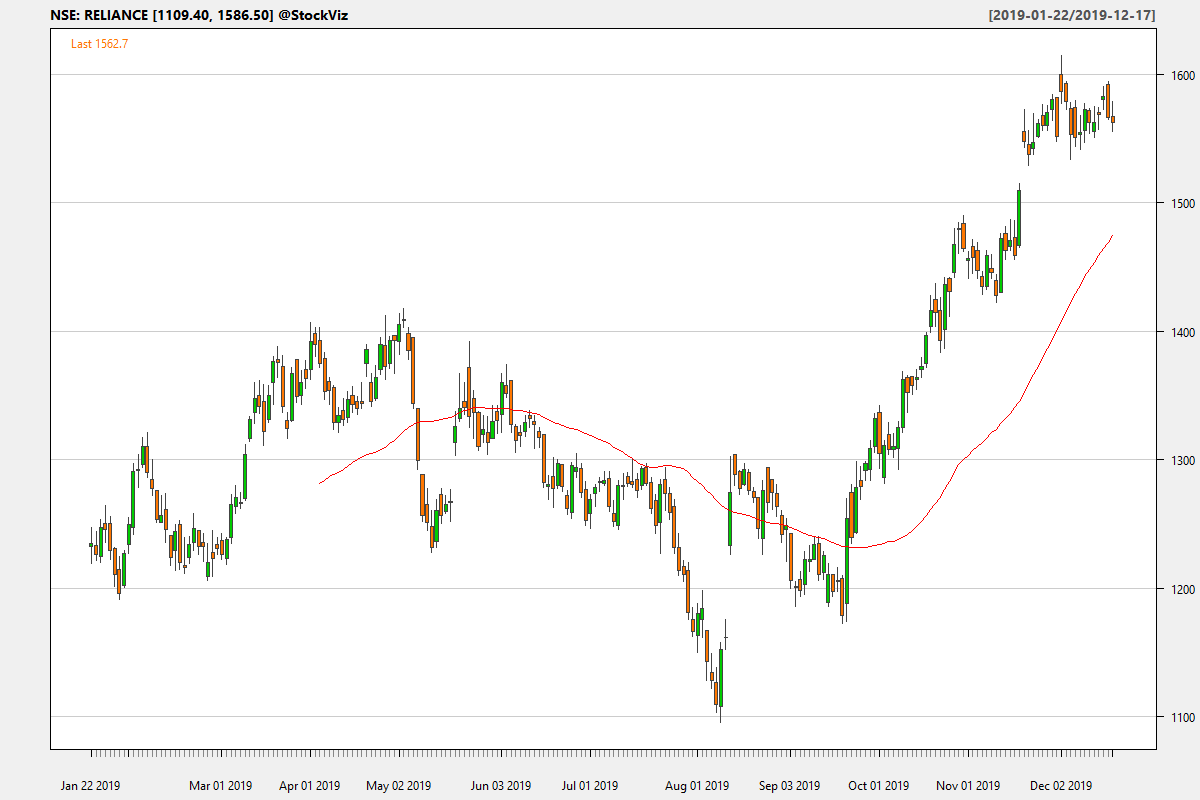 NSE: RELIANCE [1109.40, 1586.50] @StockViz
[2019-01-22/2019-12-17]
Last 1562.7
1600
1500
1400
1300
1200
1100
Jan 22 2019
Mar 01 2019
Apr 01 2019
May 02 2019
Jun 03 2019
Jul 01 2019
Aug 01 2019
Sep 03 2019
Oct 01 2019
Nov 01 2019
Dec 02 2019